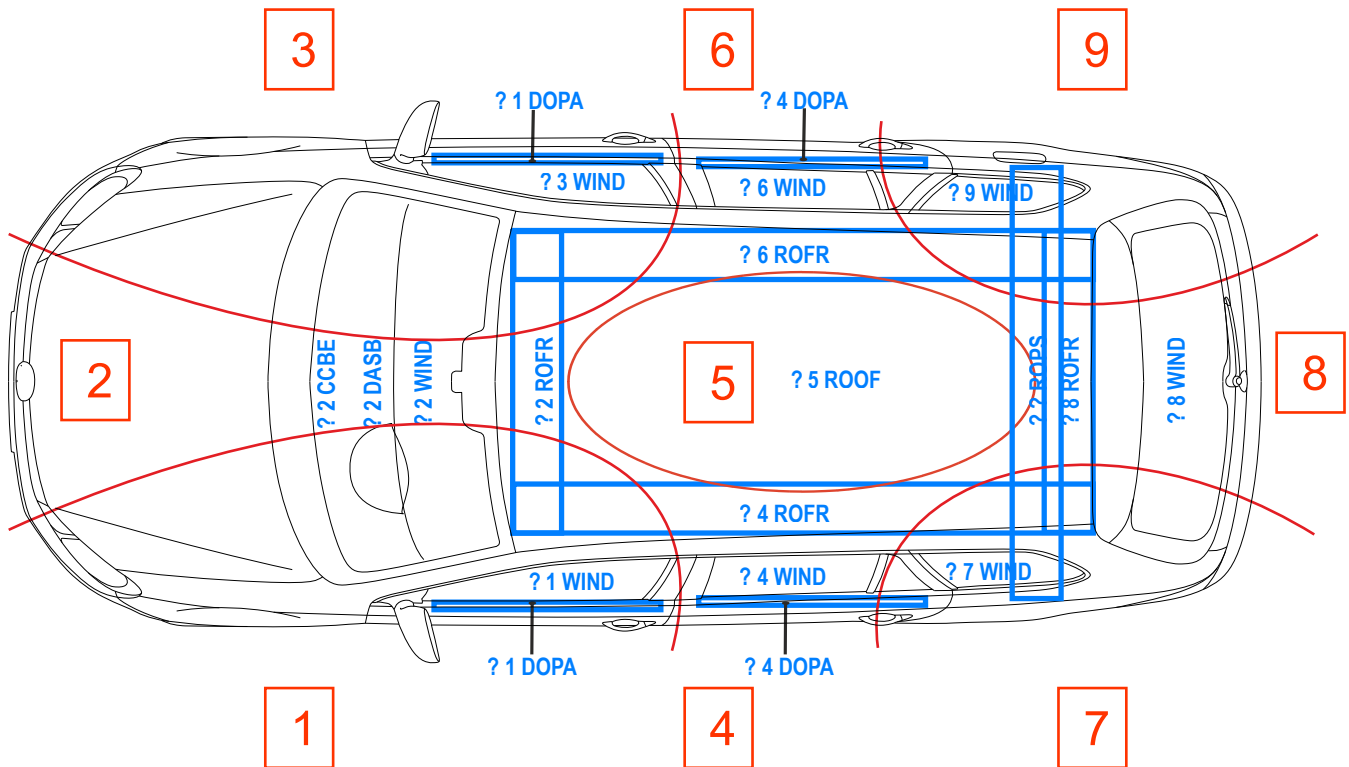 3
6
9
? 1 DOPA
? 4 DOPA
? 3 WIND
? 6 WIND
? 9 WIND
? 6 ROFR
2
? 2 CCBE
? 2 DASB
? 2 WIND
? 2 ROFR
5
? 5 ROOF
? ? ROPS
? 8 ROFR
? 8 WIND
8
? 4 ROFR
? 1 WIND
? 4 WIND
? 7 WIND
? 1 DOPA
? 4 DOPA
1
4
7